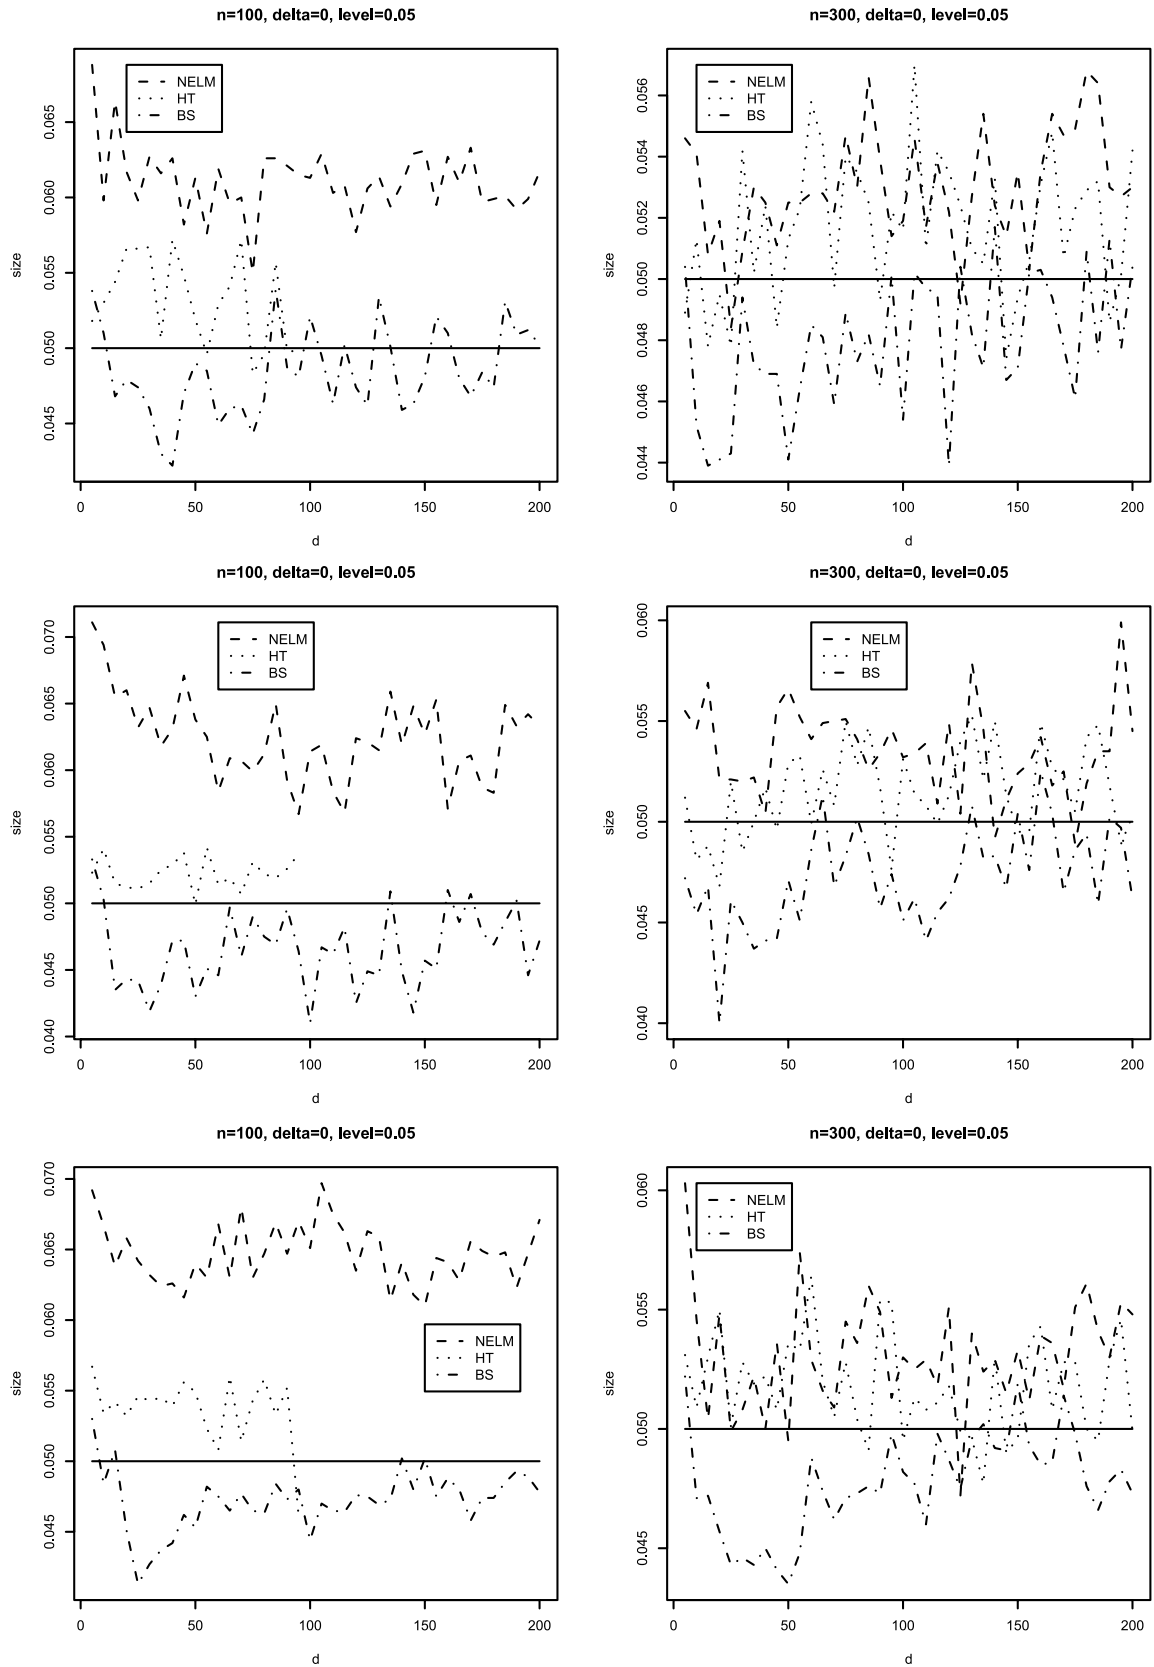 n=100, delta=0, level=0.05
size
0.045 0.050 0.055 0.060 0.065
NELM
HT
BS
0 50 100 150 200
d
n=300, delta=0, level=0.05
size
0.044 0.046 0.048 0.050 0.052 0.054 0.056
NELM
HT
BS
0 50 100 150 200
d
n=100, delta=0, level=0.05
size
0.040 0.045 0.050 0.055 0.060 0.065 0.070
NELM
HT
BS
0 50 100 150 200
d
n=300, delta=0, level=0.05
size
0.040 0.045 0.050 0.055 0.060
NELM
HT
BS
0 50 100 150 200
d
n=100, delta=0, level=0.05
size
0.045 0.050 0.055 0.060 0.065 0.070
NELM
HT
BS
0 50 100 150 200
d
n=300, delta=0, level=0.05
size
0.045 0.050 0.055 0.060
NELM
HT
BS
0 50 100 150 200
d